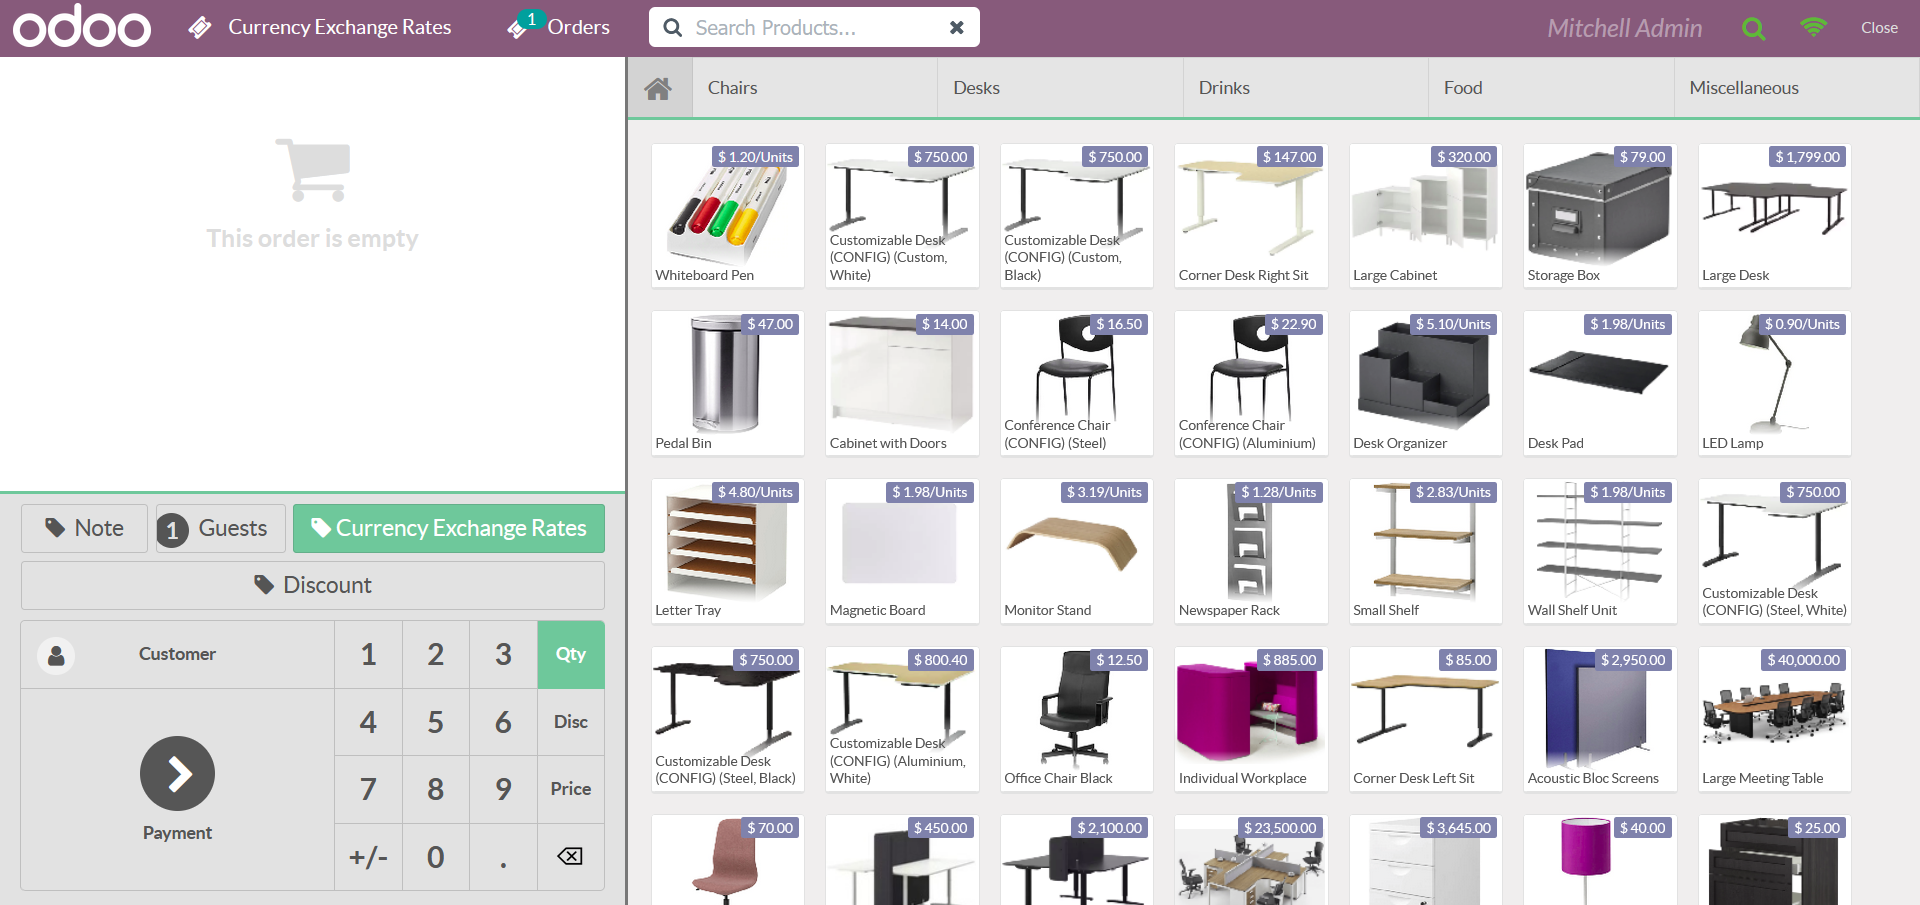 odoo
Currency Exchange Rates
1
Orders
Search Products...
Mitchell Admin
Close
This order is empty
Note
1 Guests
Currency Exchange Rates
Discount
Customer
1 2 3 Qty
4 5 6 Disc
7 8 9 Price
Payment
+/- 0 .
Chairs
Desks
Drinks
Food
Miscellaneous
$ 1.20/Units
Whiteboard Pen
$ 750.00
Customizable Desk
(CONFIG) (Custom,
White)
$ 750.00
Customizable Desk
(CONFIG) (Custom,
Black)
$ 147.00
Corner Desk Right Sit
$ 320.00
Large Cabinet
$ 79.00
Storage Box
$ 1,799.00
Large Desk
$ 47.00
Pedal Bin
$ 14.00
Cabinet with Doors
$ 16.50
Conference Chair
(CONFIG) (Steel)
$ 22.90
Conference Chair
(CONFIG) (Aluminium)
$ 5.10/Units
Desk Organizer
$ 1.98/Units
Desk Pad
$ 0.90/Units
LED Lamp
$ 4.80/Units
Letter Tray
$ 1.98/Units
Magnetic Board
$ 3.19/Units
Monitor Stand
$ 1.28/Units
Newspaper Rack
$ 2.83/Units
Small Shelf
$ 1.98/Units
Wall Shelf Unit
$ 750.00
Customizable Desk
(CONFIG) (Steel, White)
$ 750.00
Customizable Desk
(CONFIG) (Steel, Black)
$ 800.40
Customizable Desk
(CONFIG) (Aluminium,
White)
$ 12.50
Office Chair Black
$ 885.00
Individual Workplace
$ 85.00
Corner Desk Left Sit
$ 2,950.00
Acoustic Bloc Screens
$ 40,000.00
Large Meeting Table
$ 70.00
$ 450.00
$ 2,100.00
$ 23,500.00
$ 3,645.00
$ 40.00
$ 25.00